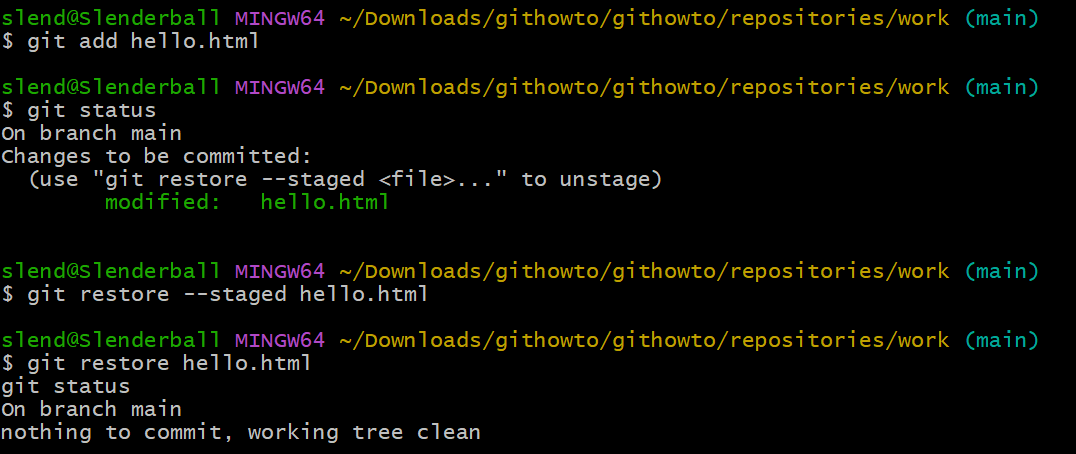 slend@Slenderball MINGW64 ~/Downloads/githowto/githowto/repositories/work (main)
$ git add hello.html
slend@Slenderball MINGW64 ~/Downloads/githowto/githowto/repositories/work (main)
$ git status
On branch main
Changes to be committed:
  (use "git restore --staged <file>..." to unstage)
        modified:   hello.html
slend@Slenderball MINGW64 ~/Downloads/githowto/githowto/repositories/work (main)
$ git restore --staged hello.html
slend@Slenderball MINGW64 ~/Downloads/githowto/githowto/repositories/work (main)
$ git restore hello.html
git status
On branch main
nothing to commit, working tree clean